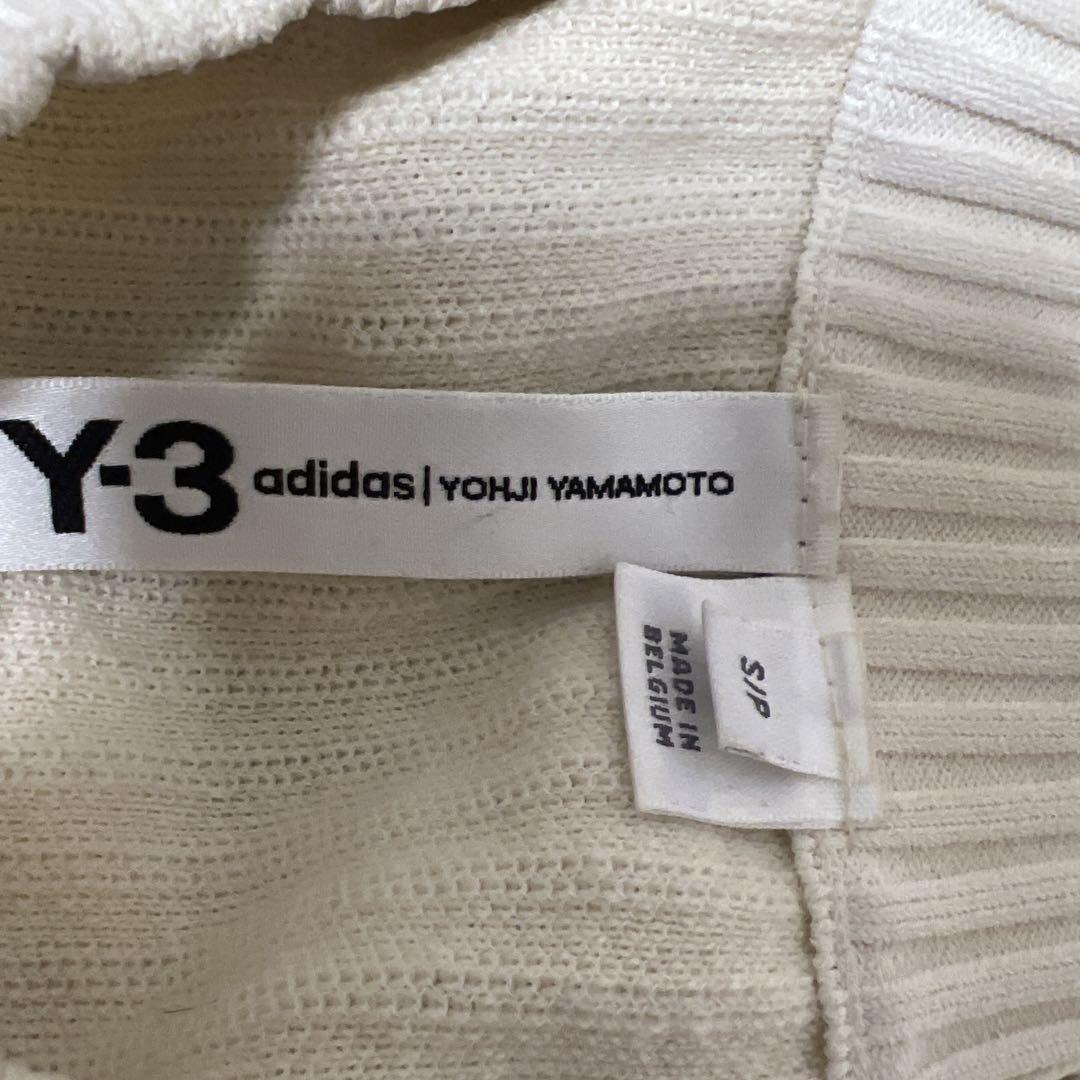 Y-3 adidas | YOHJI YAMAMOTO
S/P
MADE IN
BELGIUM